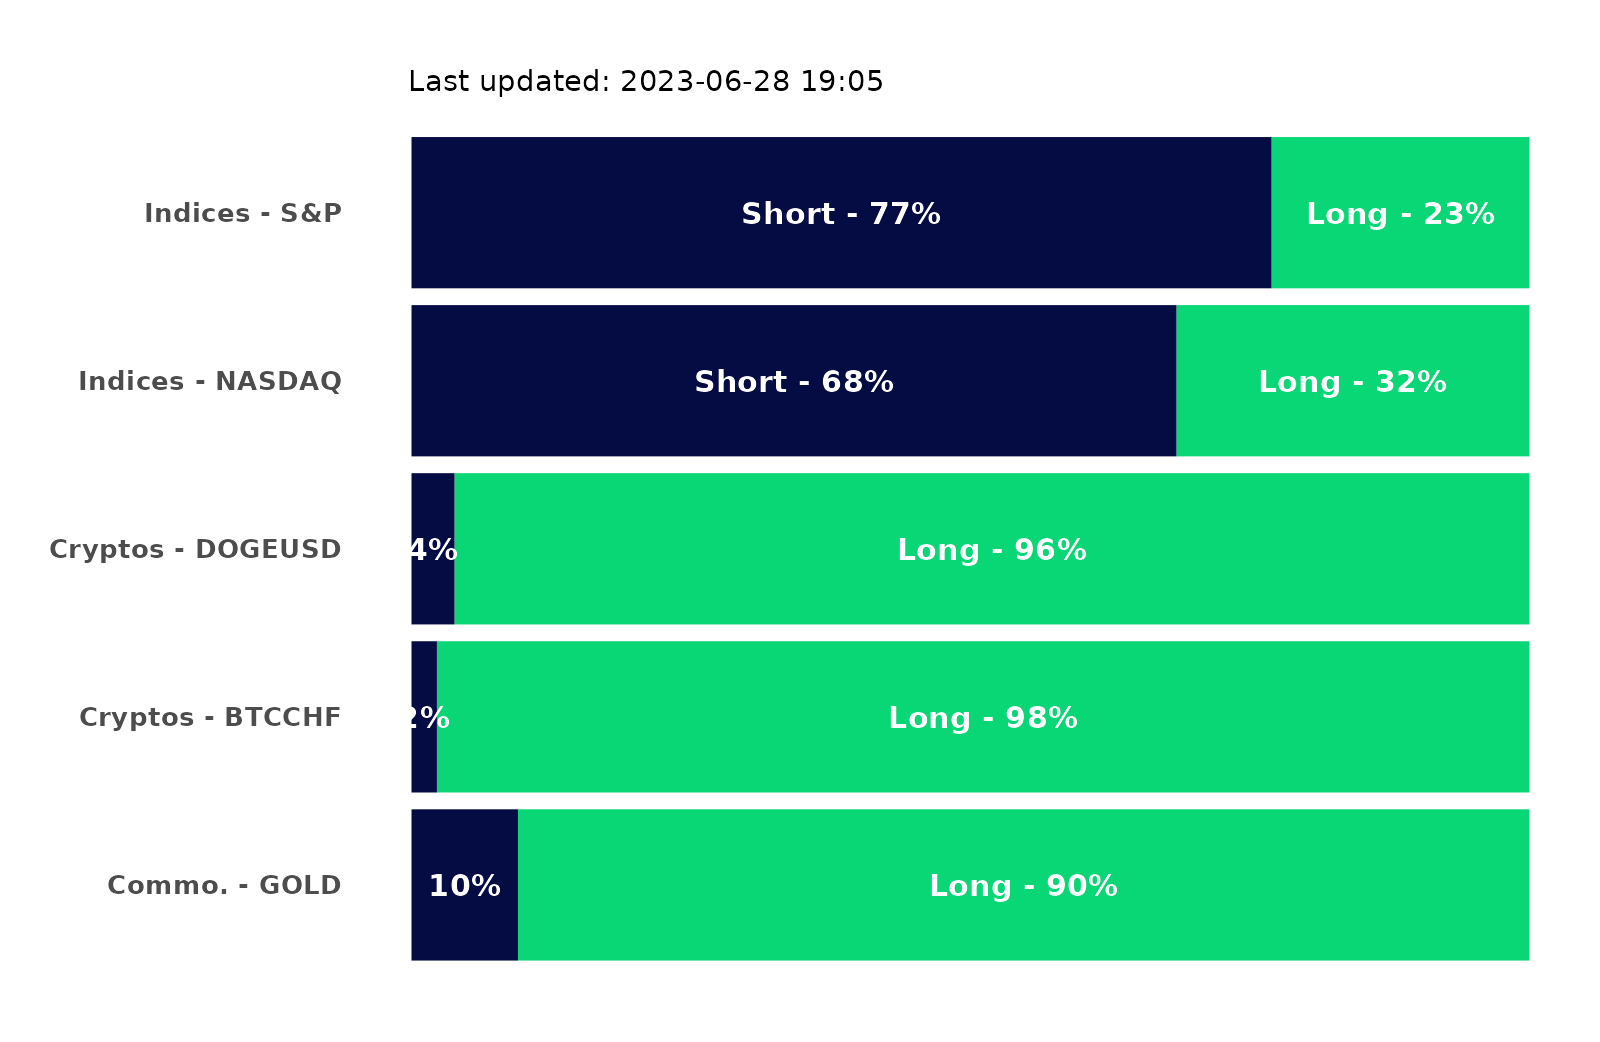 Last updated: 2023-06-28 19:05
Indices - S&P Short - 77% Long - 23%
Indices - NASDAQ Short - 68% Long - 32%
Cryptos - DOGEUSD 4% Long - 96%
Cryptos - BTCCHF 2% Long - 98%
Commo. - GOLD 10% Long - 90%